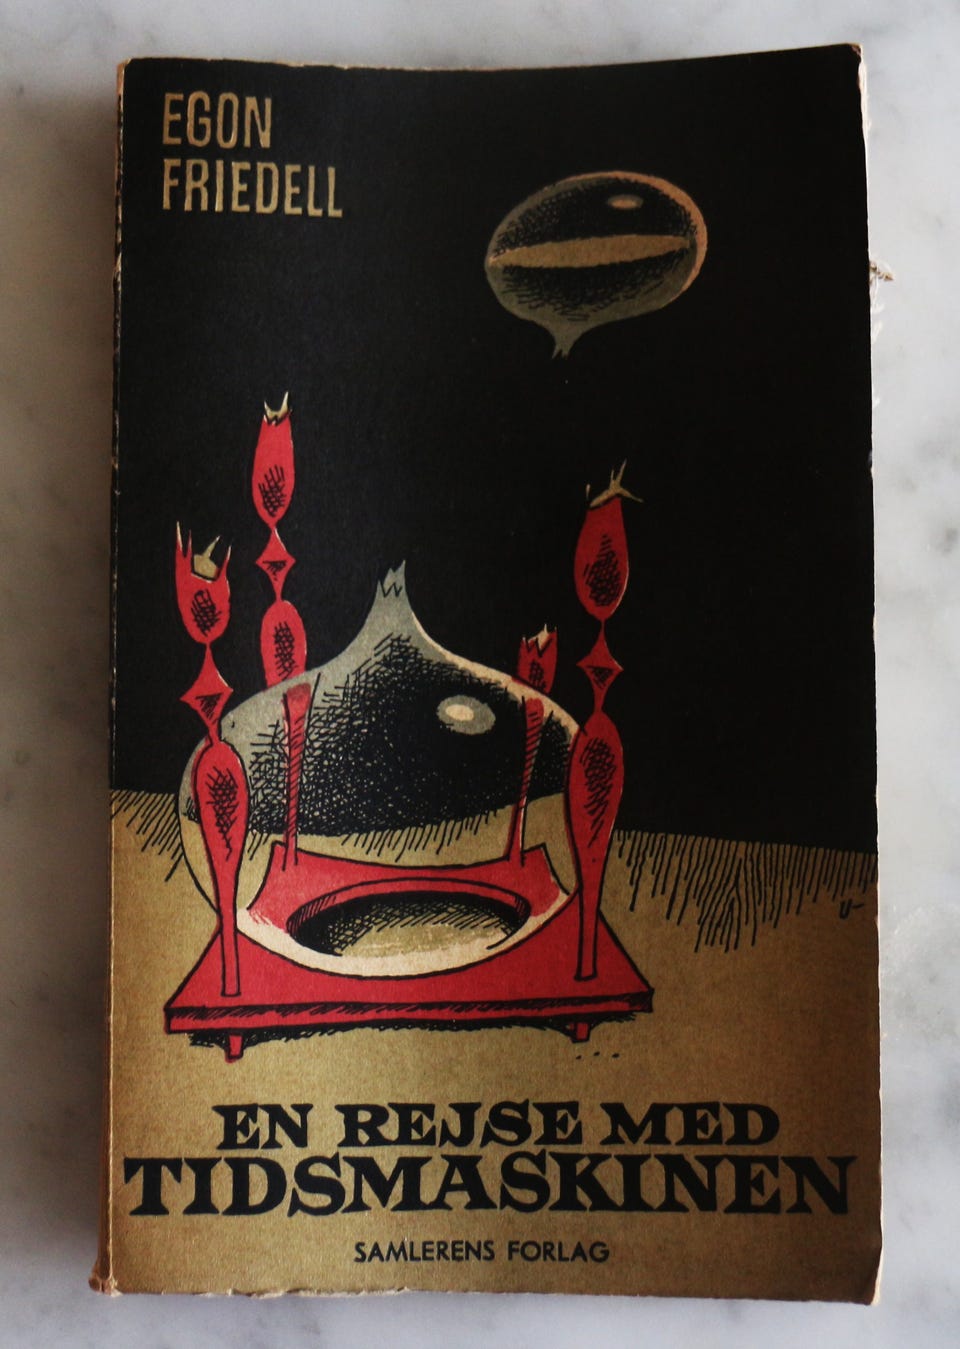 EGON
FRIEDELL
EN REJSE MED
TIDSMASKINEN
SAMLERENS FORLAG